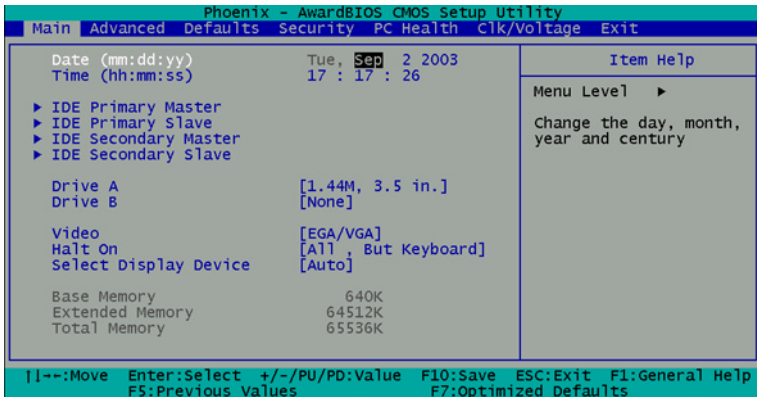 Phoenix - AwardBIOS CMOS Setup Utility
Main Advanced Defaults Security PC Health Clk/Voltage Exit
Date (mm:dd:yy) Tue, Sep 2 2003
Time (hh:mm:ss) 17 : 17 : 26
▶ IDE Primary Master
▶ IDE Primary Slave
▶ IDE Secondary Master
▶ IDE Secondary Slave
Drive A [1.44M, 3.5 in.]
Drive B [None]
Video [EGA/VGA]
Halt On [All , But Keyboard]
Select Display Device [Auto]
Base Memory 640K
Extended Memory 64512K
Total Memory 65536K
Item Help
Menu Level ▶
Change the day, month,
year and century
↑↓→←:Move Enter:Select +/-/PU/PD:Value F10:Save ESC:Exit F1:General Help
F5:Previous Values F7:Optimized Defaults